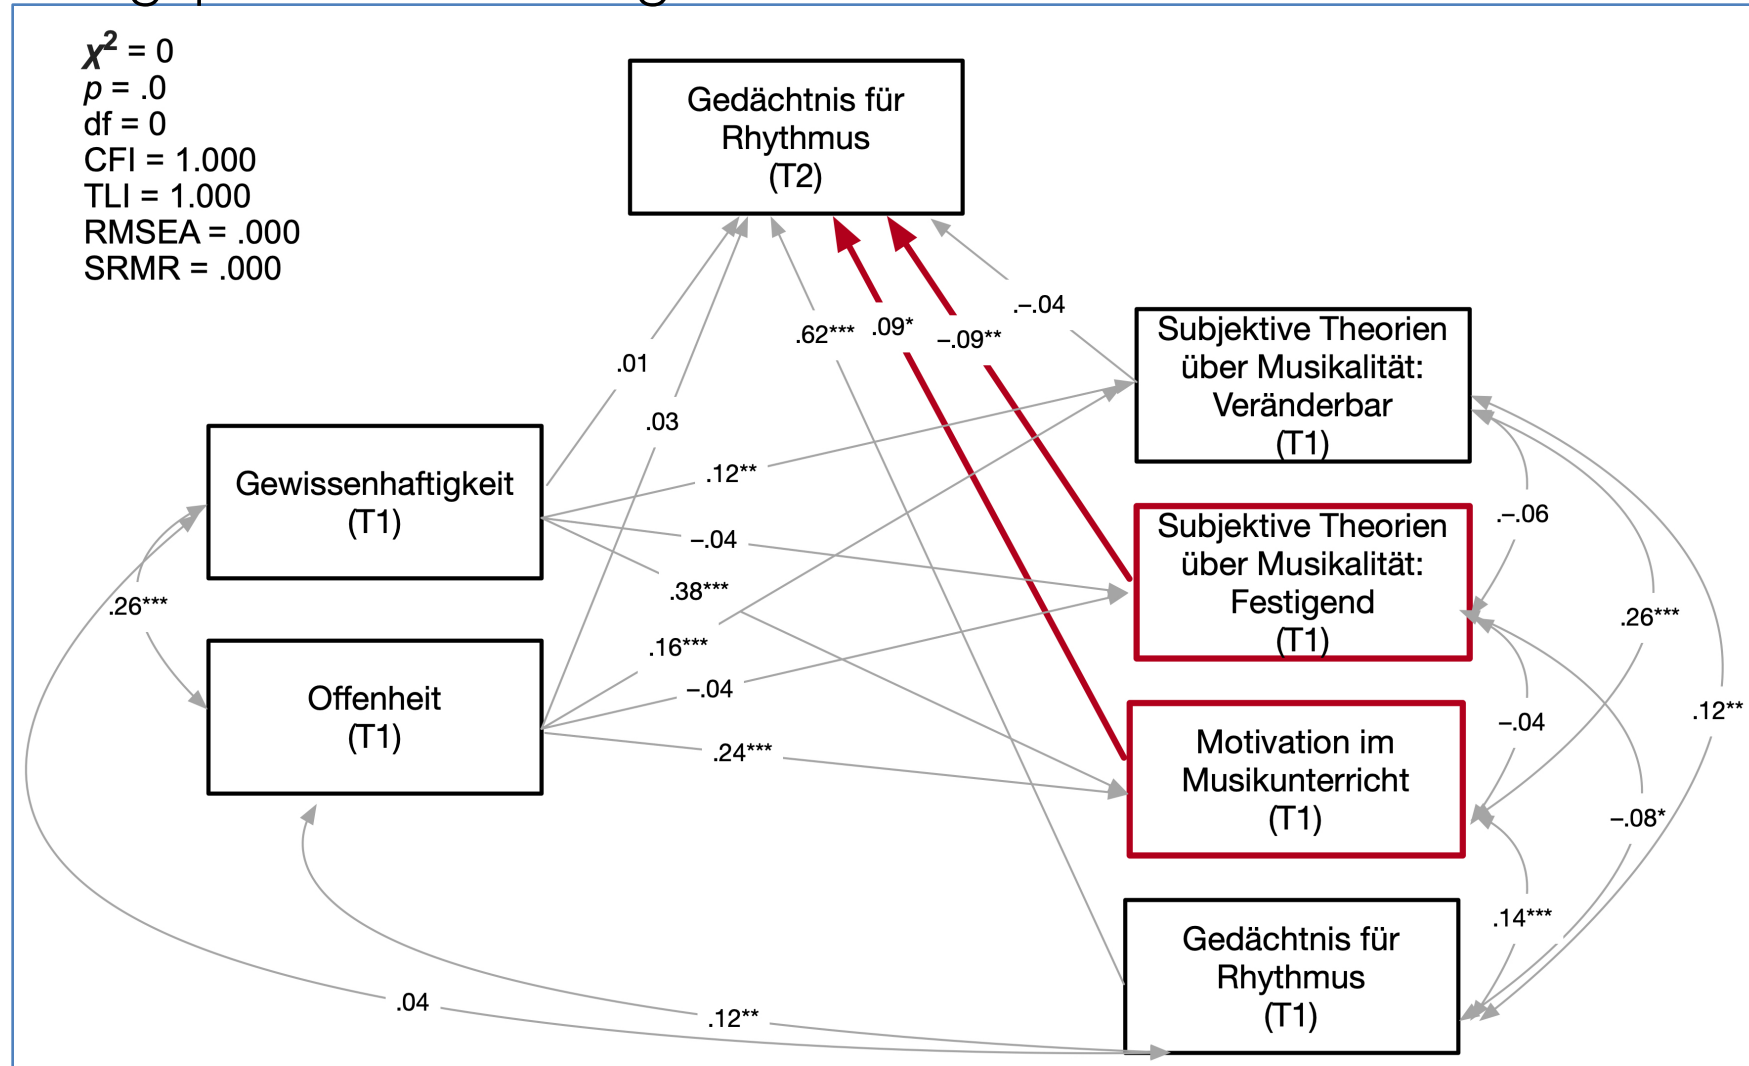 χ² = 0
p = .0
df = 0
CFI = 1.000
TLI = 1.000
RMSEA = .000
SRMR = .000
Gedächtnis für
Rhythmus
(T2)
.–.04
.62***
.09*
–.09**
.01
.03
Subjektive Theorien
über Musikalität:
Veränderbar
(T1)
Gewissenhaftigkeit
(T1)
.12**
–.04
.38***
.16***
–.04
.24***
.26***
Offenheit
(T1)
Subjektive Theorien
über Musikalität:
Festigend
(T1)
.–.06
.26***
.12**
–.04
–.08*
.14***
Motivation im
Musikunterricht
(T1)
Gedächtnis für
Rhythmus
(T1)
.04
.12**